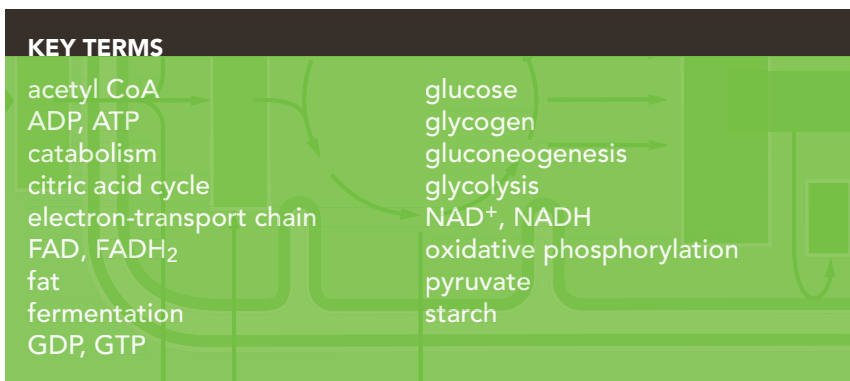 KEY TERMS
acetyl CoA
ADP, ATP
catabolism
citric acid cycle
electron-transport chain
FAD, FADH₂
fat
fermentation
GDP, GTP
glucose
glycogen
gluconeogenesis
glycolysis
NAD⁺, NADH
oxidative phosphorylation
pyruvate
starch